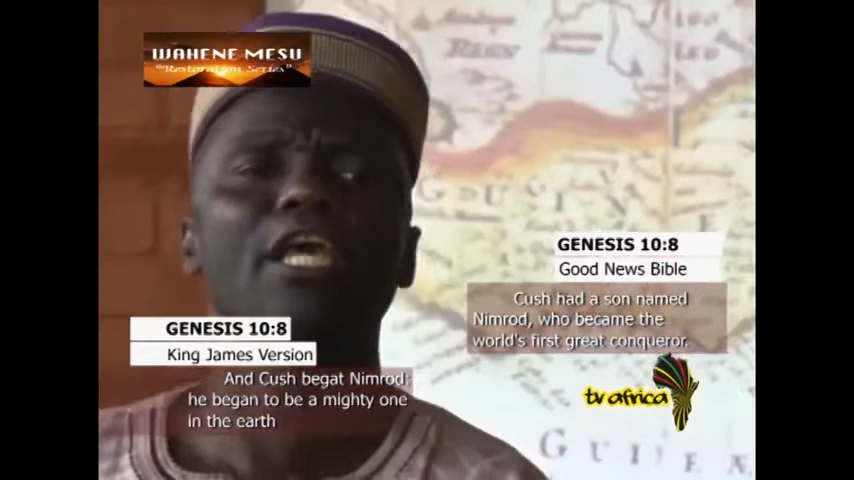 WAHENE MESU
"Restoration Series"
GENESIS 10:8
Good News Bible
Cush had a son named
Nimrod, who became the
world's first great conqueror.
GENESIS 10:8
King James Version
And Cush begat Nimrod:
he began to be a mighty one
in the earth
tv africa
GUINE
GUINEÆ